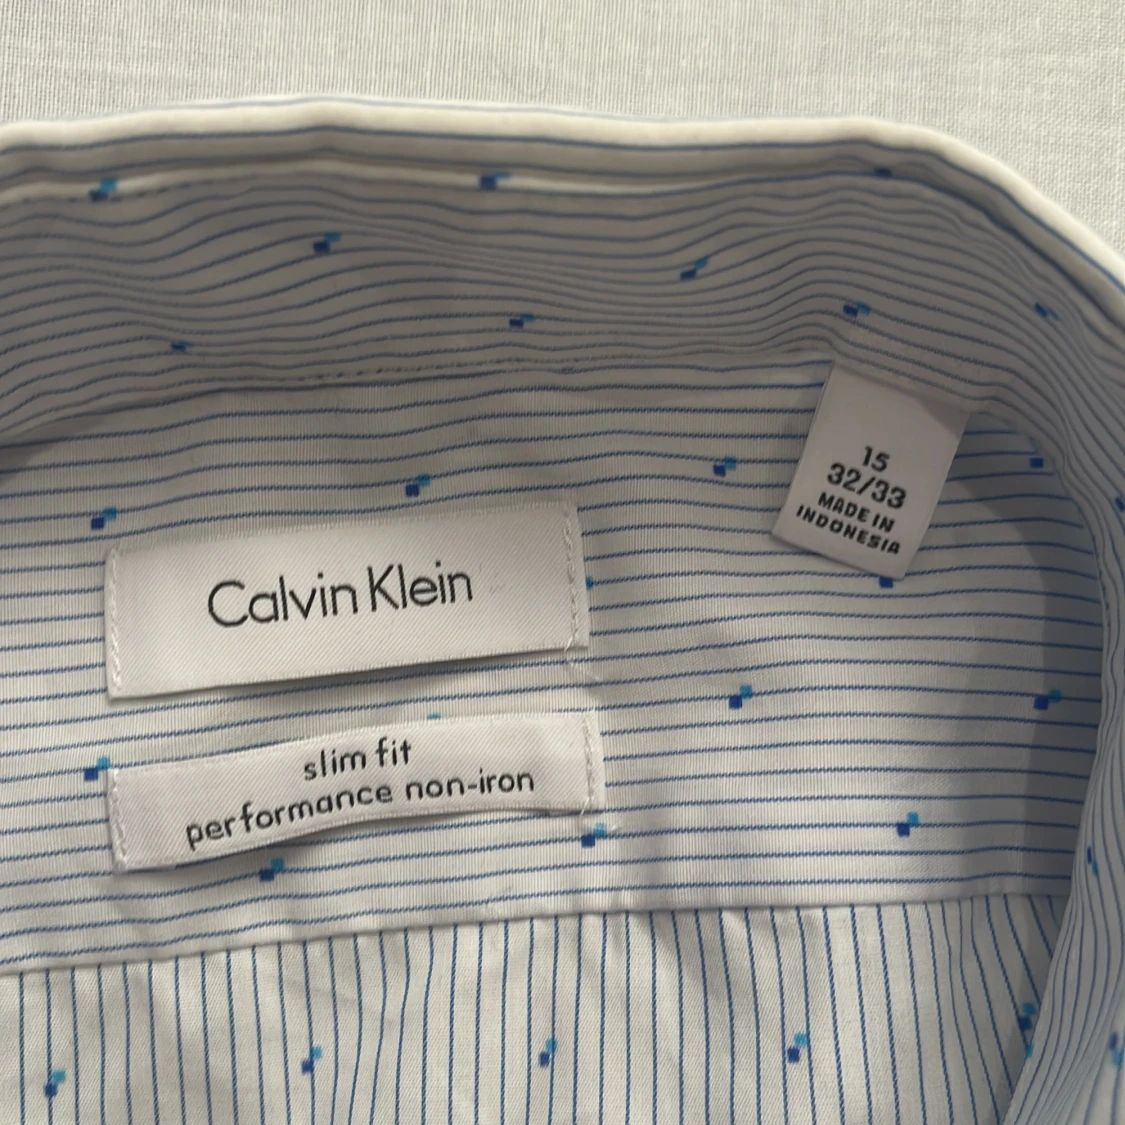 15
32/33
MADE IN
INDONESIA
Calvin Klein
slim fit
performance non-iron